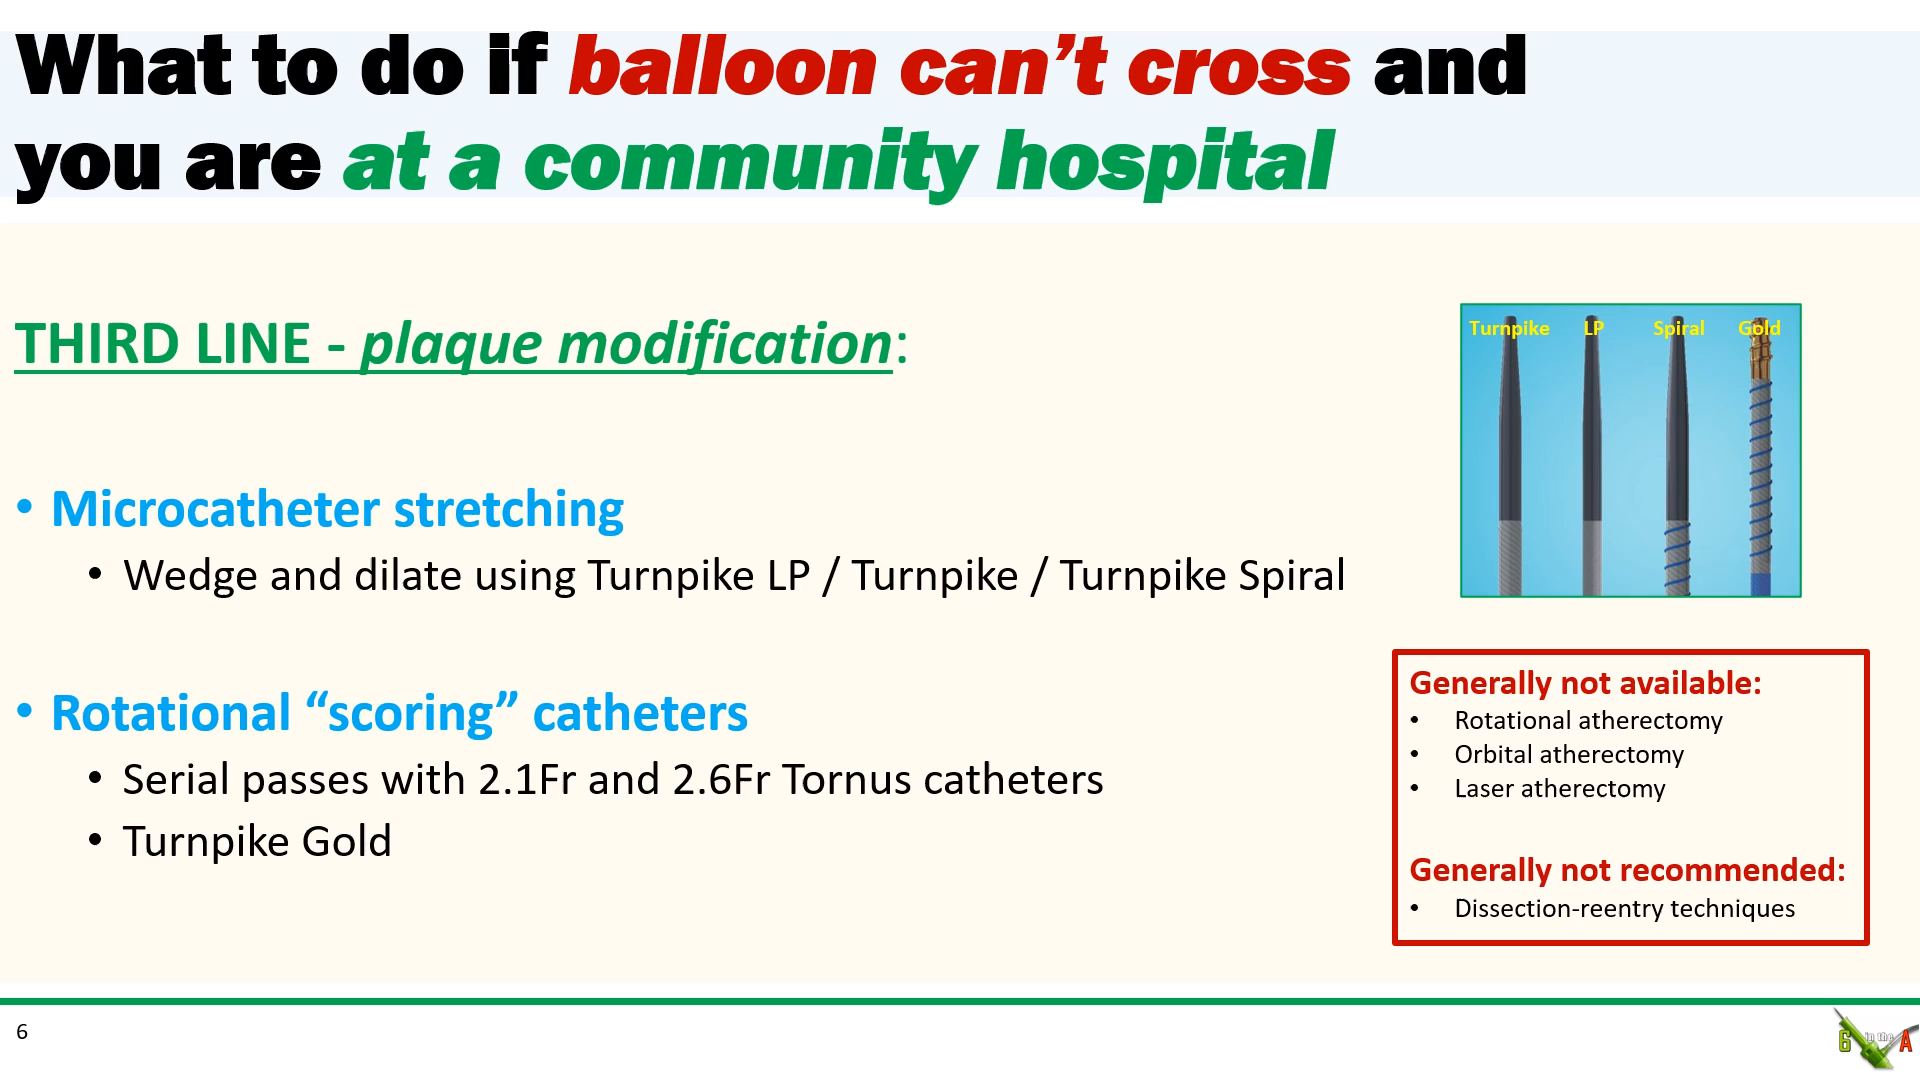 What to do if balloon can’t cross and
you are at a community hospital
THIRD LINE - plaque modification:
• Microcatheter stretching
• Wedge and dilate using Turnpike LP / Turnpike / Turnpike Spiral
• Rotational “scoring” catheters
• Serial passes with 2.1Fr and 2.6Fr Tornus catheters
• Turnpike Gold
Turnpike LP Spiral Gold
Generally not available:
• Rotational atherectomy
• Orbital atherectomy
• Laser atherectomy
Generally not recommended:
• Dissection-reentry techniques
6
6 in the A